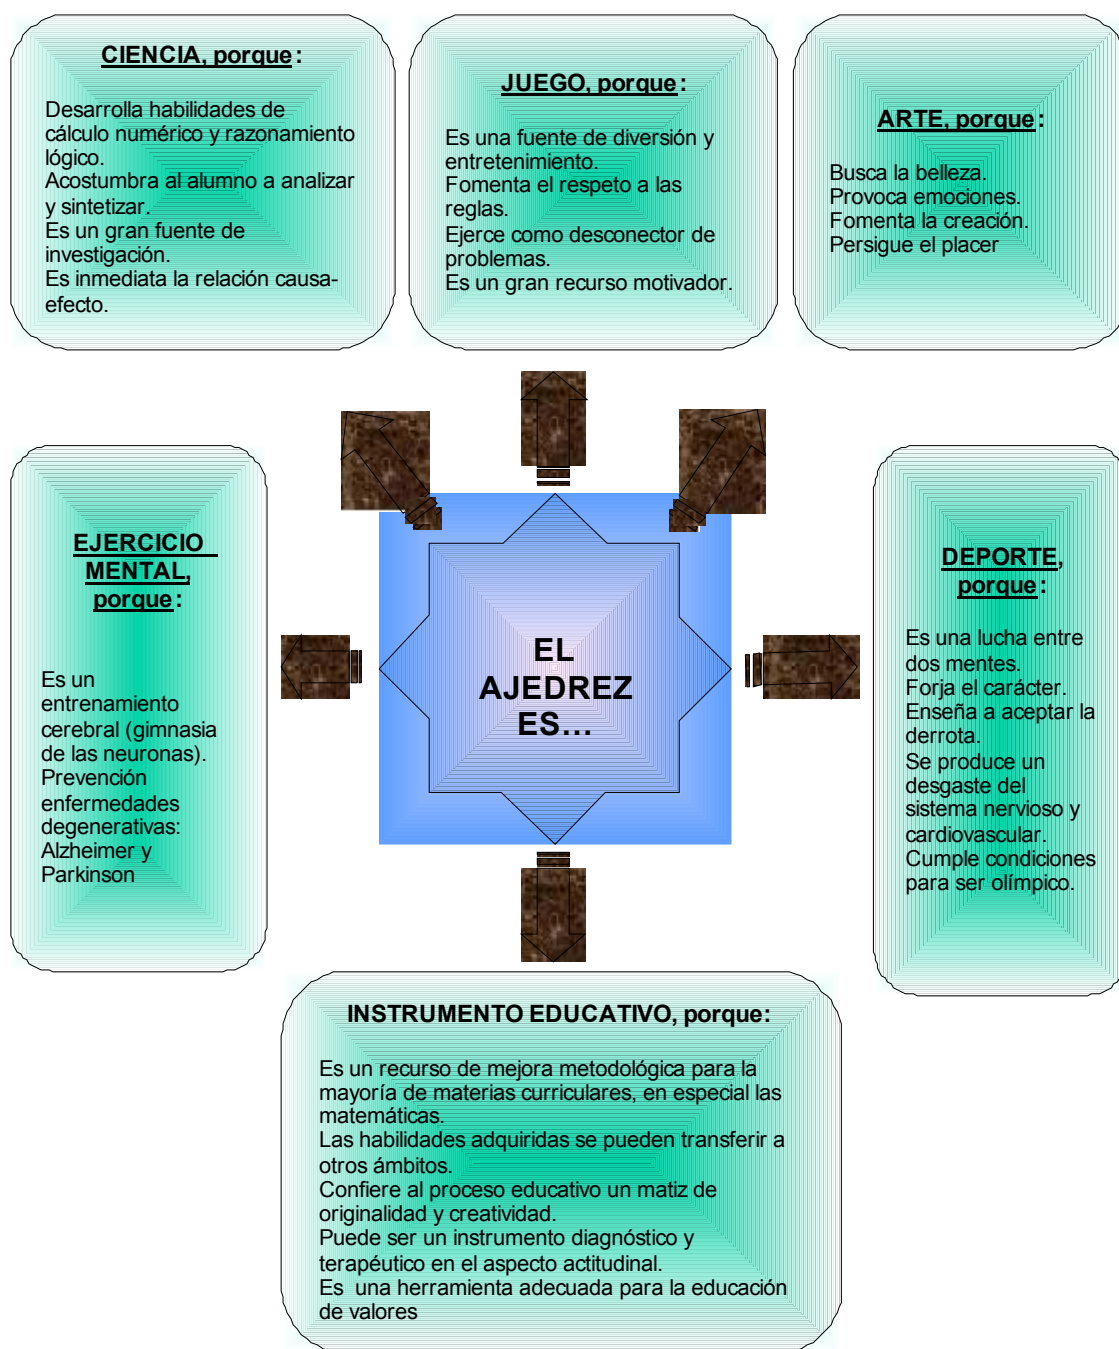 CIENCIA, porque:
Desarrolla habilidades de
cálculo numérico y razonamiento
lógico.
Acostumbra al alumno a analizar
y sintetizar.
Es un gran fuente de
investigación.
Es inmediata la relación causa-
efecto.
JUEGO, porque:
Es una fuente de diversión y
entretenimiento.
Fomenta el respeto a las
reglas.
Ejerce como desconector de
problemas.
Es un gran recurso motivador.
ARTE, porque:
Busca la belleza.
Provoca emociones.
Fomenta la creación.
Persigue el placer
EJERCICIO
MENTAL,
porque:
Es un
entrenamiento
cerebral (gimnasia
de las neuronas).
Prevención
enfermedades
degenerativas:
Alzheimer y
Parkinson
EL
AJEDREZ
ES...
DEPORTE,
porque:
Es una lucha entre
dos mentes.
Forja el carácter.
Enseña a aceptar la
derrota.
Se produce un
desgaste del
sistema nervioso y
cardiovascular.
Cumple condiciones
para ser olímpico.
INSTRUMENTO EDUCATIVO, porque:
Es un recurso de mejora metodológica para la
mayoría de materias curriculares, en especial las
matemáticas.
Las habilidades adquiridas se pueden transferir a
otros ámbitos.
Confiere al proceso educativo un matiz de
originalidad y creatividad.
Puede ser un instrumento diagnóstico y
terapéutico en el aspecto actitudinal.
Es una herramienta adecuada para la educación
de valores